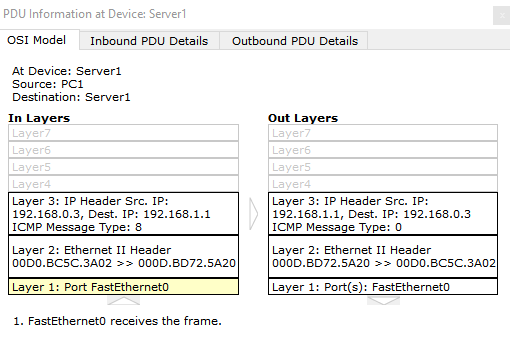 PDU Information at Device: Server1
x
OSI Model
Inbound PDU Details
Outbound PDU Details
At Device: Server1
Source: PC1
Destination: Server1
In Layers
Layer7
Layer6
Layer5
Layer4
Layer 3: IP Header Src. IP:
192.168.0.3, Dest. IP: 192.168.1.1
ICMP Message Type: 8
Layer 2: Ethernet II Header
00D0.BC5C.3A02 >> 000D.BD72.5A20
Layer 1: Port FastEthernet0
Out Layers
Layer7
Layer6
Layer5
Layer4
Layer 3: IP Header Src. IP:
192.168.1.1, Dest. IP: 192.168.0.3
ICMP Message Type: 0
Layer 2: Ethernet II Header
000D.BD72.5A20 >> 00D0.BC5C.3A02
Layer 1: Port(s): FastEthernet0
1. FastEthernet0 receives the frame.